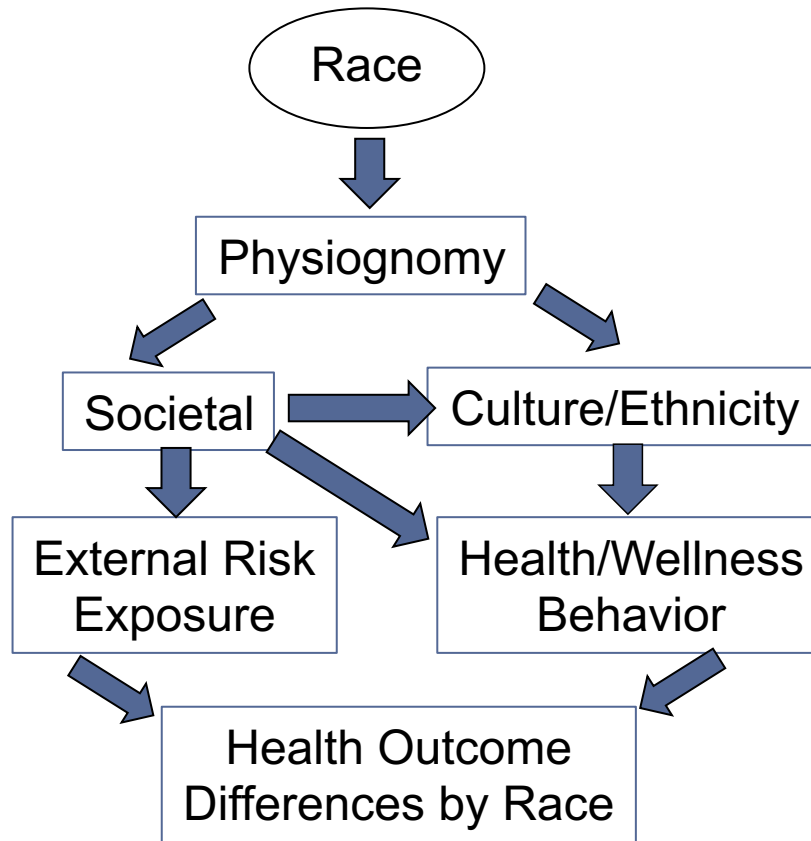 Race
Physiognomy
Societal
Culture/Ethnicity
External Risk
Exposure
Health/Wellness
Behavior
Health Outcome
Differences by Race